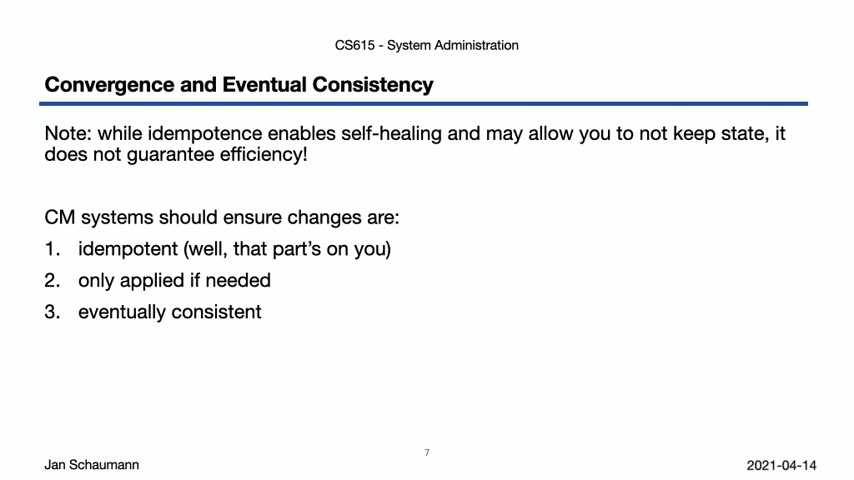 CS615 - System Administration
Convergence and Eventual Consistency
Note: while idempotence enables self-healing and may allow you to not keep state, it
does not guarantee efficiency!
CM systems should ensure changes are:
1. idempotent (well, that part's on you)
2. only applied if needed
3. eventually consistent
7
Jan Schaumann
2021-04-14